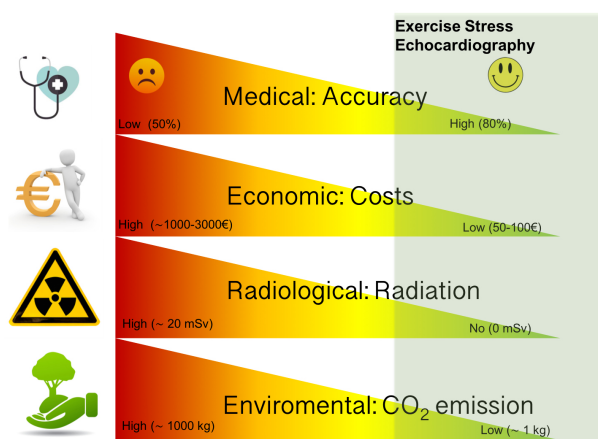 Exercise Stress
Echocardiography
Medical: Accuracy
Low (50%)
High (80%)
Economic: Costs
High (~1000-3000€)
Low (50-100€)
Radiological: Radiation
High (~ 20 mSv)
No (0 mSv)
Enviromental: CO₂ emission
High (~ 1000 kg)
Low (~ 1 kg)